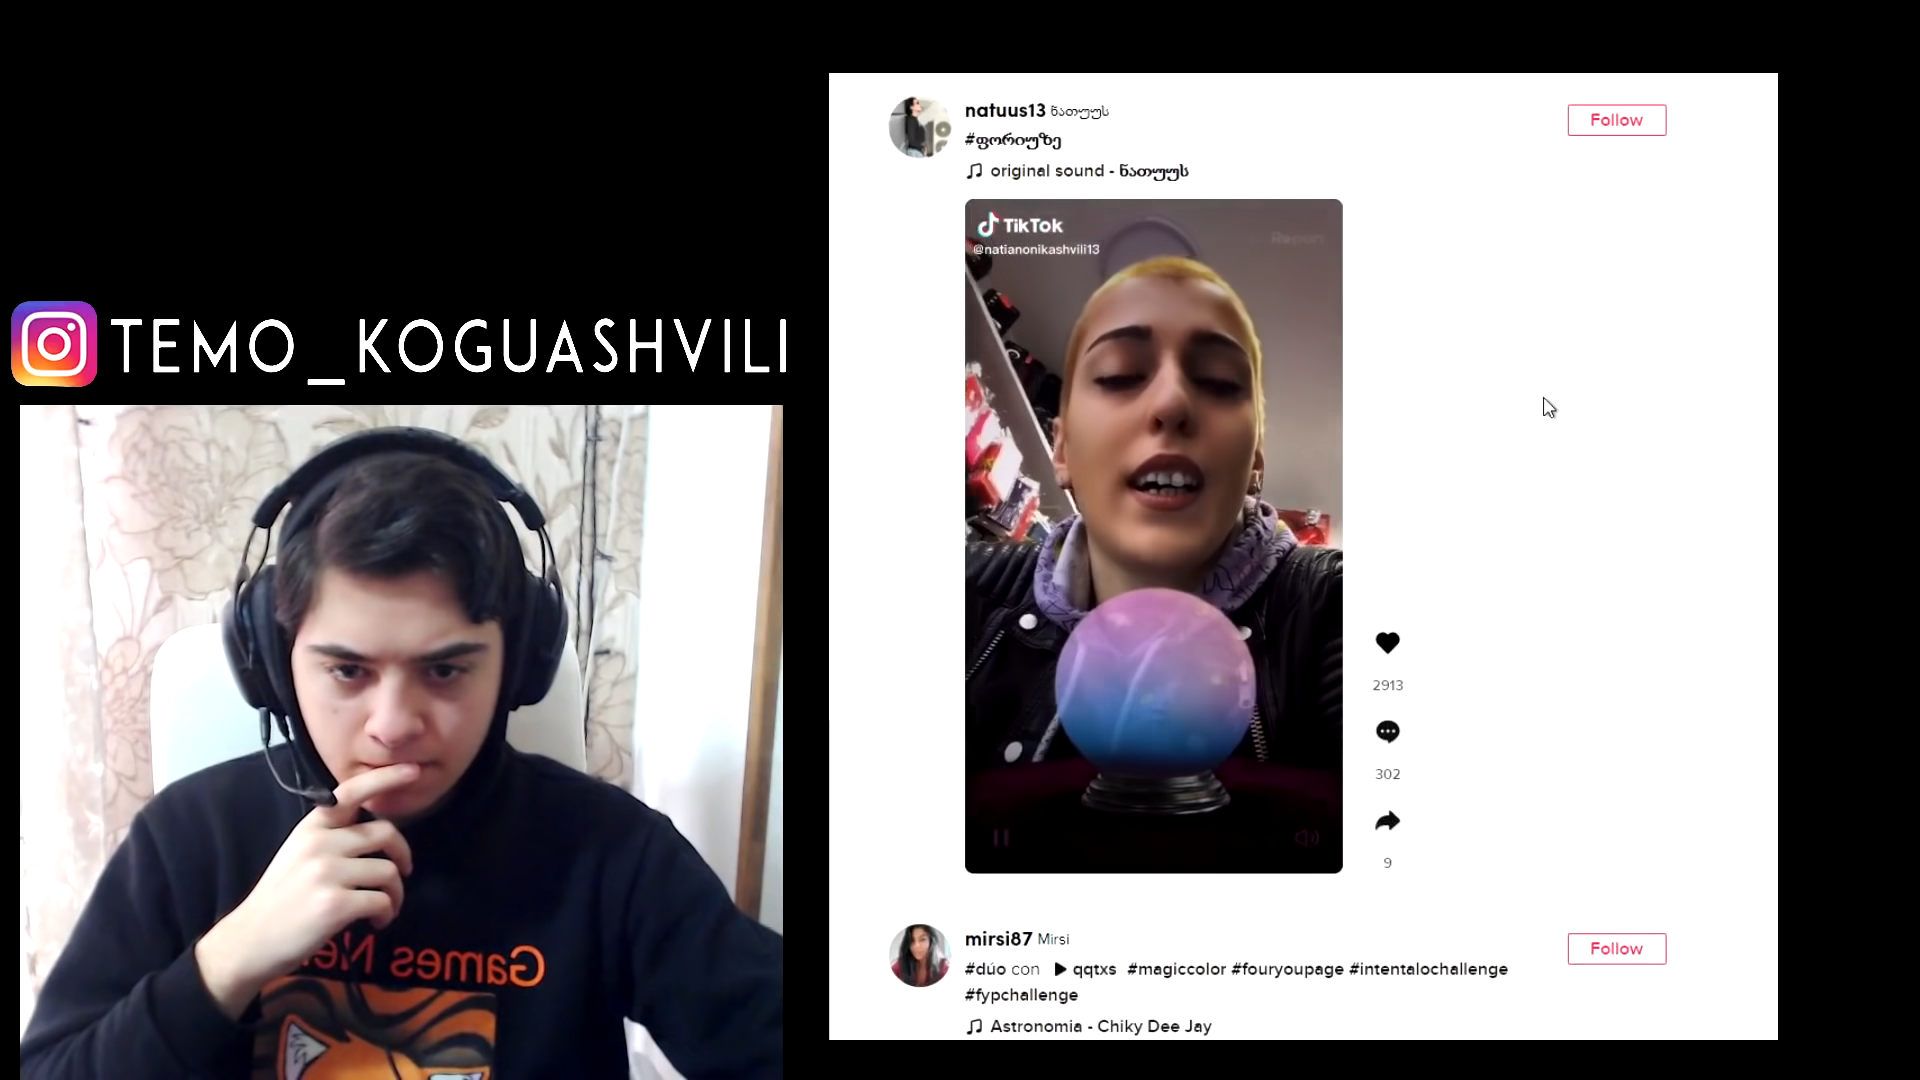 TEMO_KOGUASHVILI
Games Ne
natuus13 ნათუუს
Follow
#ფორიუზე
original sound - ნათუუს
TikTok
@natianonikashvili13
2913
302
9
mirsi87 Mirsi
Follow
#dúo con qqtxs #magiccolor #fouryoupage #intentalochallenge
#fypchallenge
Astronomia - Chiky Dee Jay